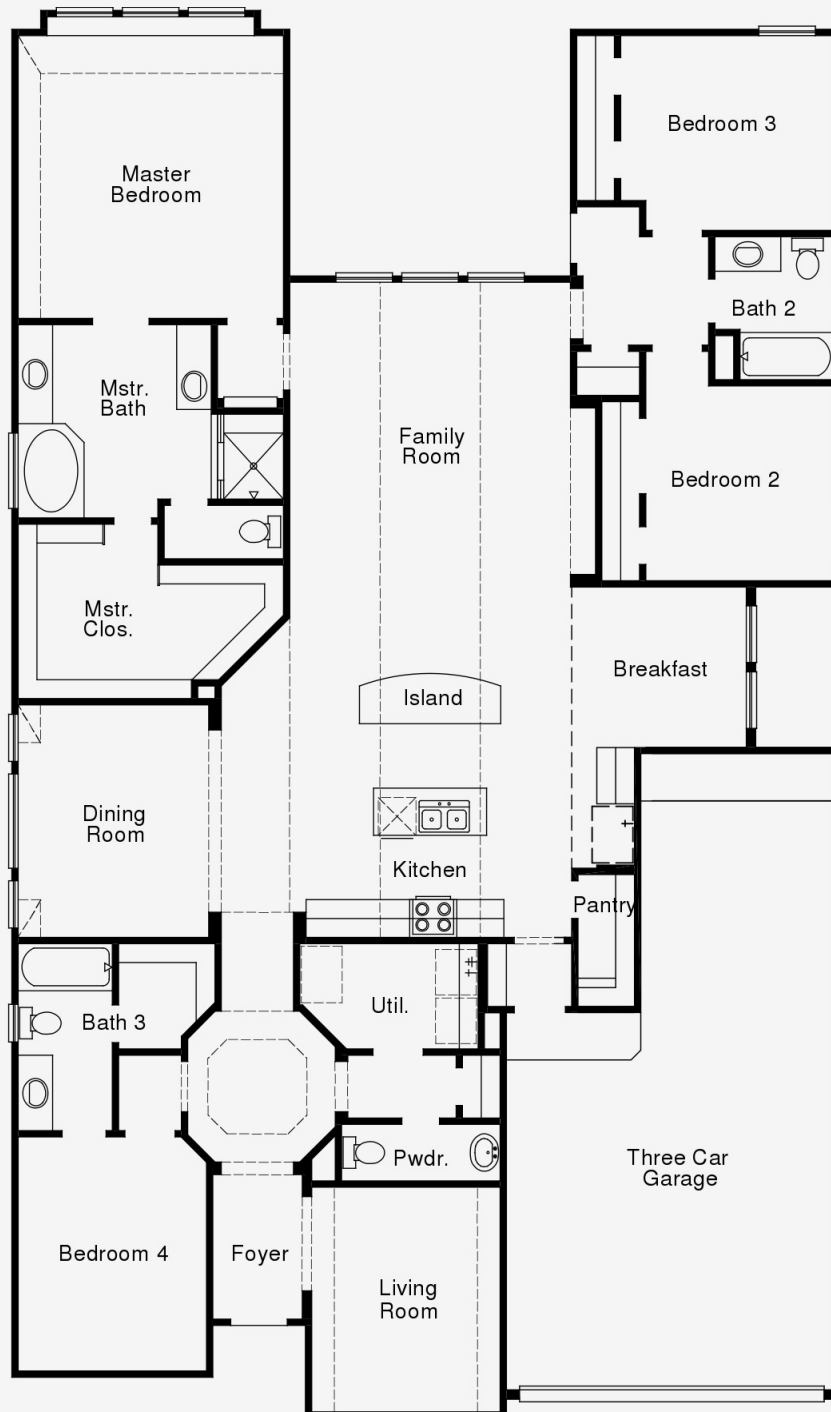 Bedroom 3
Master
Bedroom
Bath 2
Mstr.
Bath
Family
Room
Bedroom 2
Mstr.
Clos.
Breakfast
Island
Dining
Room
Kitchen
Pantry
Util.
Bath 3
Pwdr.
Three Car
Garage
Bedroom 4
Foyer
Living
Room